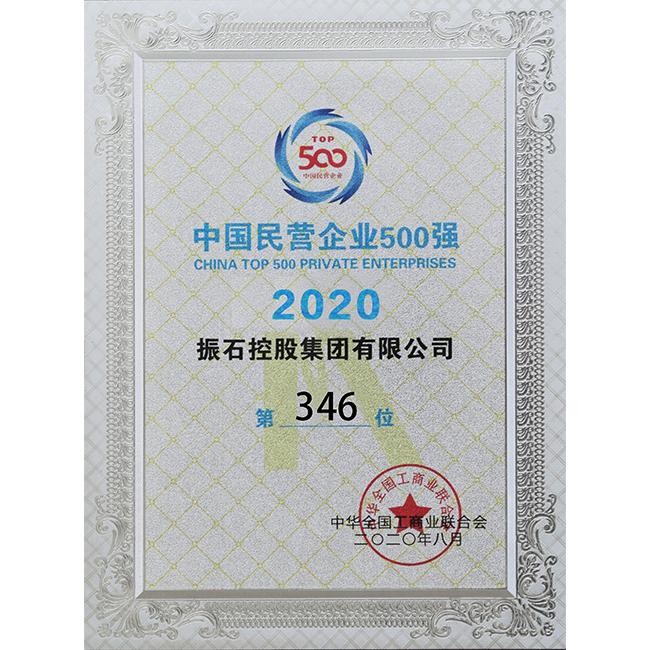 TOP
500
中国民营企业
中国民营企业500强
CHINA TOP 500 PRIVATE ENTERPRISES
2020
振石控股集团有限公司
第 346 位
中华全国工商业联合会
中华全国工商业联合会
二〇二〇年八月